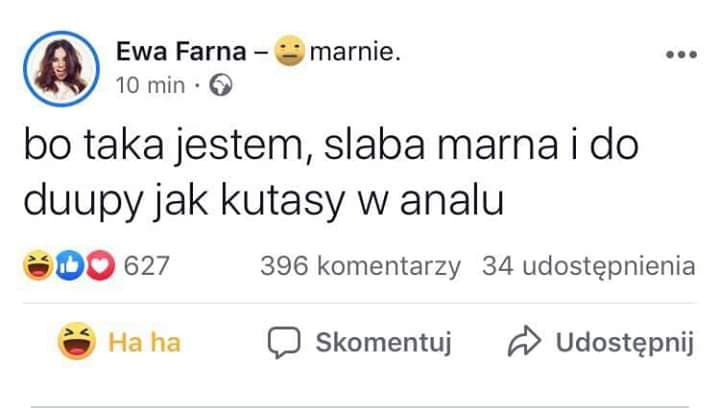 Ewa Farna – 😑 marnie.
10 min ·
bo taka jestem, slaba marna i do
duupy jak kutasy w analu
627 396 komentarzy 34 udostępnienia
Ha ha Skomentuj Udostępnij